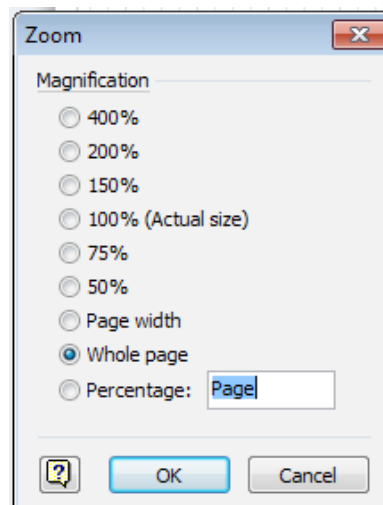 Zoom
Magnification
400%
200%
150%
100% (Actual size)
75%
50%
Page width
Whole page
Percentage: Page
? OK Cancel